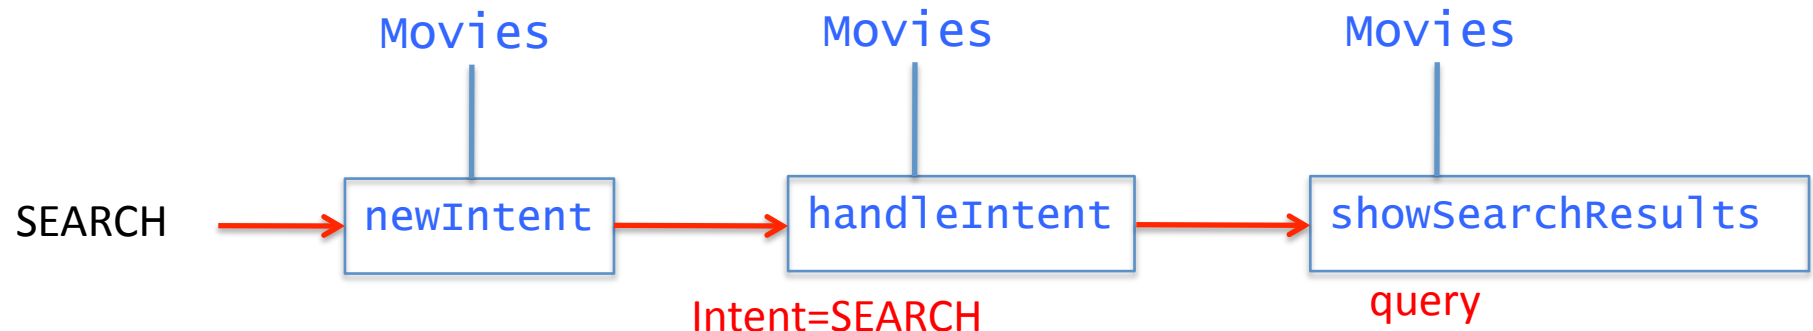 Movies
Movies
Movies
SEARCH
newIntent
handleIntent
showSearchResults
Intent=SEARCH
query